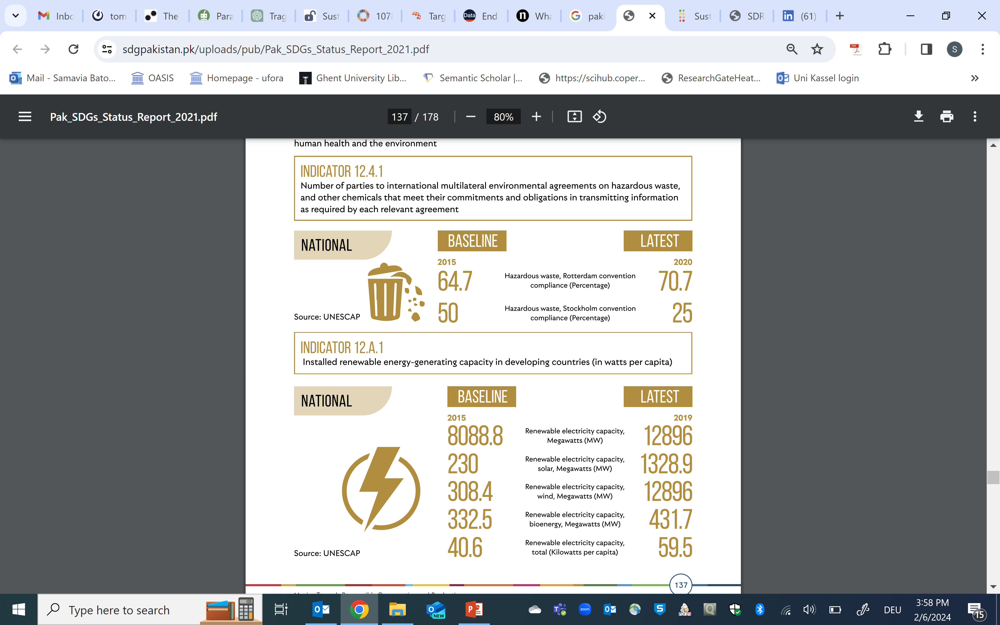 Inbc
tom
The
Para
Trag
Sust
107
Targ
Data
End
n
Wha
paki
Sust
SDR
in
(61)
sdgpakistan.pk/uploads/pub/Pak_SDGs_Status_Report_2021.pdf
PDF
S
Mail - Samavia Bato...
OASIS
Homepage - ufora
Ghent University Lib...
Semantic Scholar |...
https://scihub.coper...
ResearchGateHeat...
Uni Kassel login
Pak_SDGs_Status_Report_2021.pdf
137 / 178
80%
human health and the environment
INDICATOR 12.4.1
Number of parties to international multilateral environmental agreements on hazardous waste,
and other chemicals that meet their commitments and obligations in transmitting information
as required by each relevant agreement
NATIONAL
BASELINE
LATEST
2015
2020
64.7
Hazardous waste, Rotterdam convention
compliance (Percentage)
70.7
50
Hazardous waste, Stockholm convention
compliance (Percentage)
25
Source: UNESCAP
INDICATOR 12.A.1
Installed renewable energy-generating capacity in developing countries (in watts per capita)
NATIONAL
BASELINE
LATEST
2015
2019
8088.8
Renewable electricity capacity,
Megawatts (MW)
12896
230
Renewable electricity capacity,
solar, Megawatts (MW)
1328.9
308.4
Renewable electricity capacity,
wind, Megawatts (MW)
12896
332.5
Renewable electricity capacity,
bioenergy, Megawatts (MW)
431.7
40.6
Renewable electricity capacity,
total (Kilowatts per capita)
59.5
Source: UNESCAP
137
Type here to search
NEW
zoom
DEU
3:58 PM
2/6/2024
15